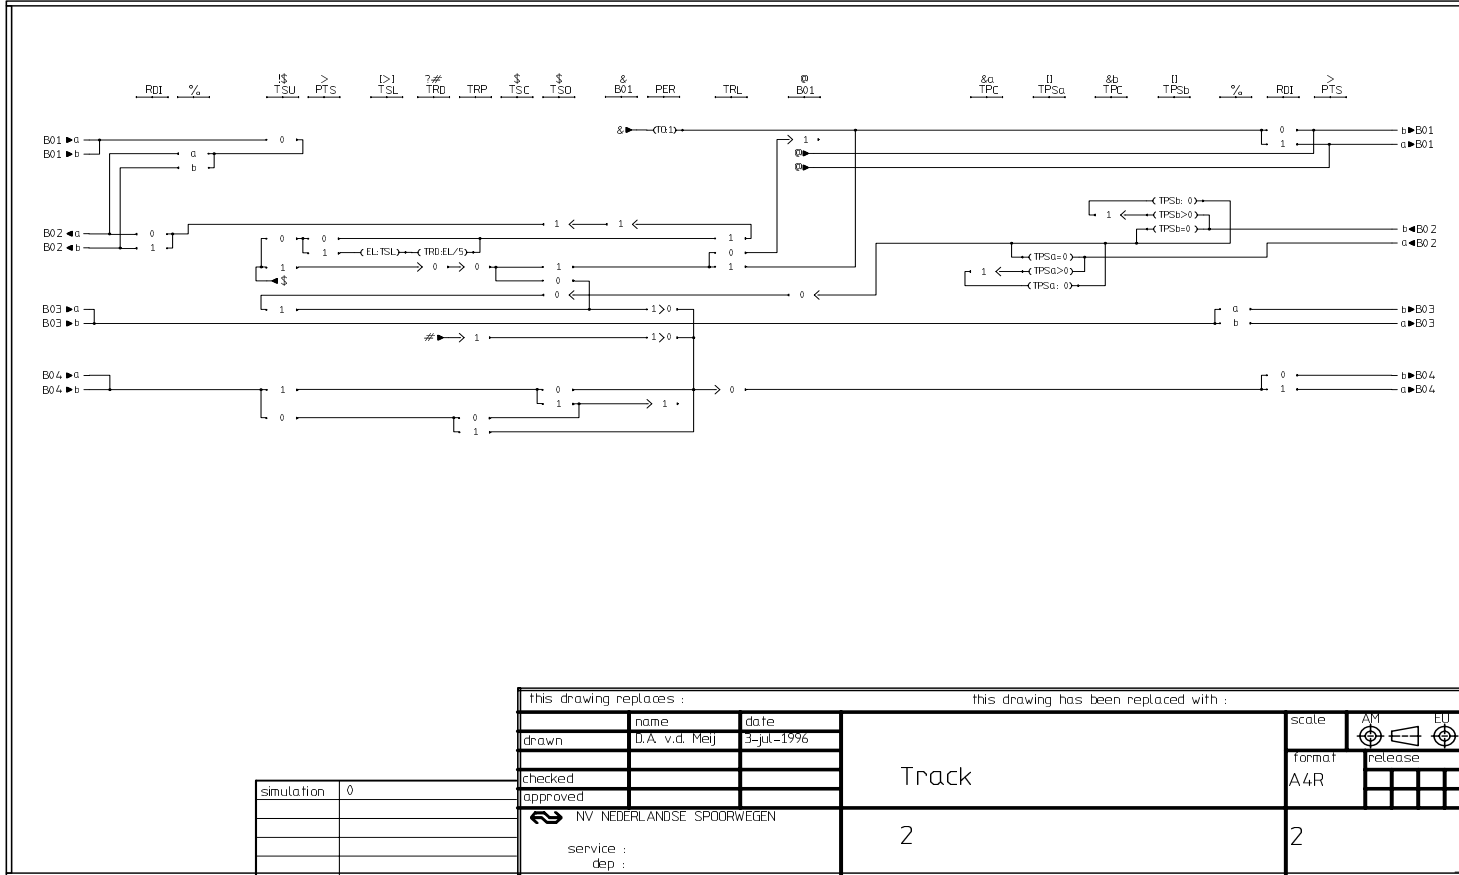 !$ > [>] ?# $ $ & @ &a [] &b [] >
RDI % TSU PTS TSL TRD TRP TSC TSO B01 PER TRL B01 TPC TPSa TPC TPSb % RDI PTS
& (TD:1) 0 b B01
B01 a 0 1 1 a B01
B01 b a @
b @
( TPSb: 0)
1 ( TPSb>0)
1 1 ( TPSb=0) b B02
B02 a 0 0 0 1 a B02
B02 b 1 1 ( EL:TSL) ( TRD:EL/5) 0 ( TPSa=0)
1 0 0 1 1 1 ( TPSa>0)
$ 0 ( TPSa: 0)
0 0
B03 a 1 1>0 a b B03
B03 b b a B03
# 1 1>0
B04 a 0 b B04
B04 b 1 0 0 1 a B04
1 1
0 0
1
this drawing replaces : this drawing has been replaced with :
name date
drawn D.A. v.d. Meij 3-jul-1996
checked
approved
Track
scale AM EU
format release
A4R
simulation 0
NV NEDERLANDSE SPOORWEGEN
service :
dep :
2
2